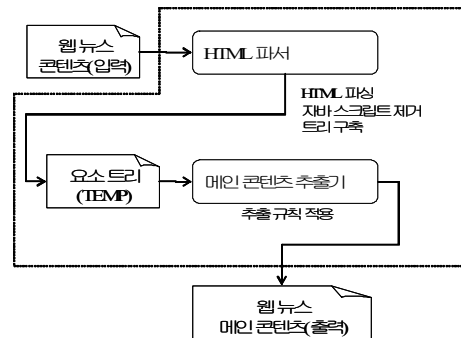 웹 뉴스
콘텐츠(입력)
HTML 파서
HTML 파싱
자바 스크립트 제거
트리 구축
요소 트리
(TEMP)
메인 콘텐츠 추출기
추출 규칙 적용
웹 뉴스
메인 콘텐츠(출력)